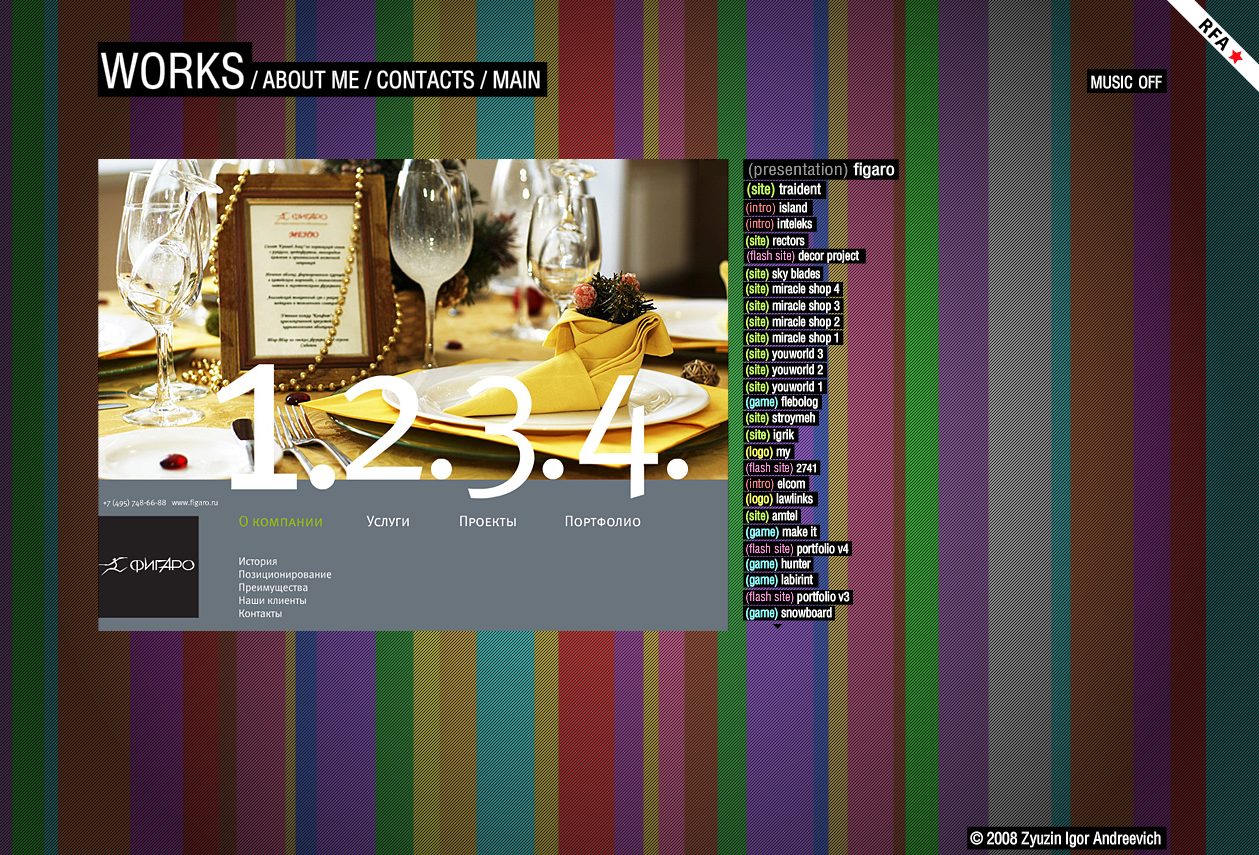 WORKS / ABOUT ME / CONTACTS / MAIN
MUSIC OFF
RFA
ФИГАРО
МЕНЮ
1.2.3.4.
+7 (495) 748-66-88 www.figaro.ru
О компании Услуги Проекты Портфолио
ФИГАРО
История
Позиционирование
Преимущества
Наши клиенты
Контакты
(presentation) figaro
(site) traident
(intro) island
(intro) inteleks
(site) rectors
(flash site) decor project
(site) sky blades
(site) miracle shop 4
(site) miracle shop 3
(site) miracle shop 2
(site) miracle shop 1
(site) youworld 3
(site) youworld 2
(site) youworld 1
(game) flebolog
(site) stroymeh
(site) igrik
(logo) my
(flash site) 2741
(intro) elcom
(logo) lawlinks
(site) amtel
(game) make it
(flash site) portfolio v4
(game) hunter
(game) labirint
(flash site) portfolio v3
(game) snowboard
© 2008 Zyuzin Igor Andreevich